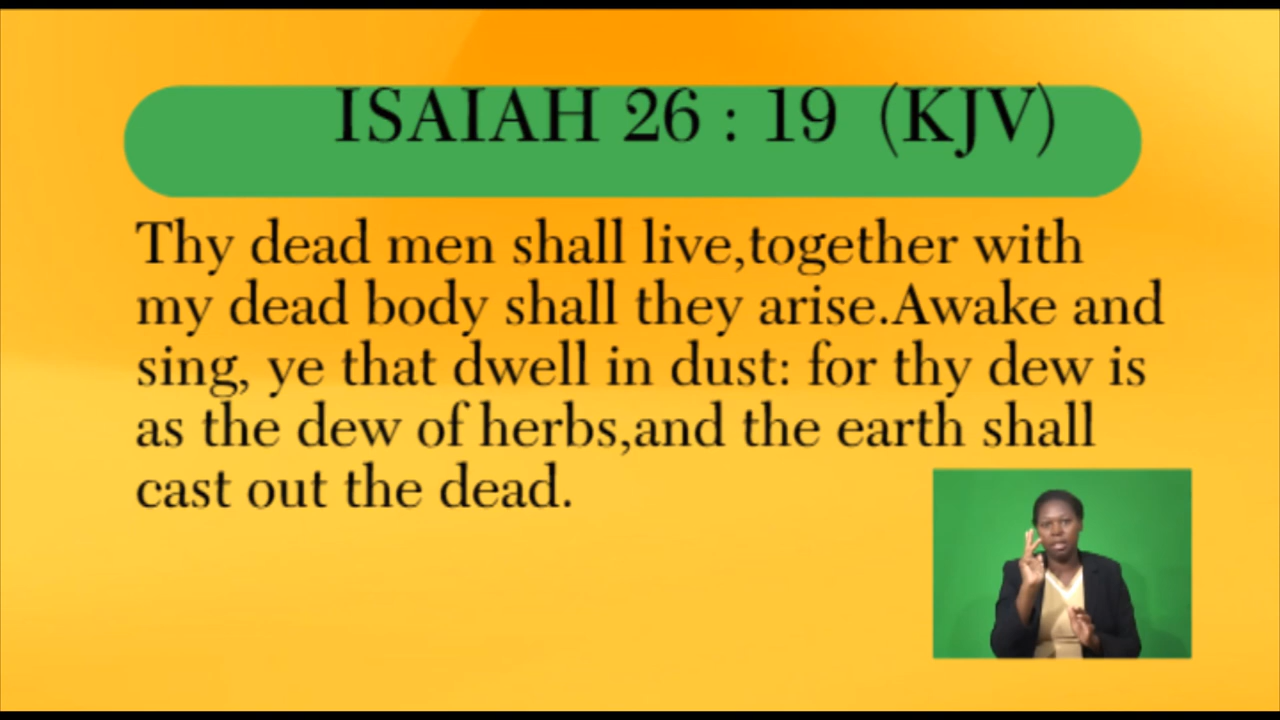 ISAIAH 26 : 19 (KJV)
Thy dead men shall live,together with
my dead body shall they arise.Awake and
sing, ye that dwell in dust: for thy dew is
as the dew of herbs,and the earth shall
cast out the dead.